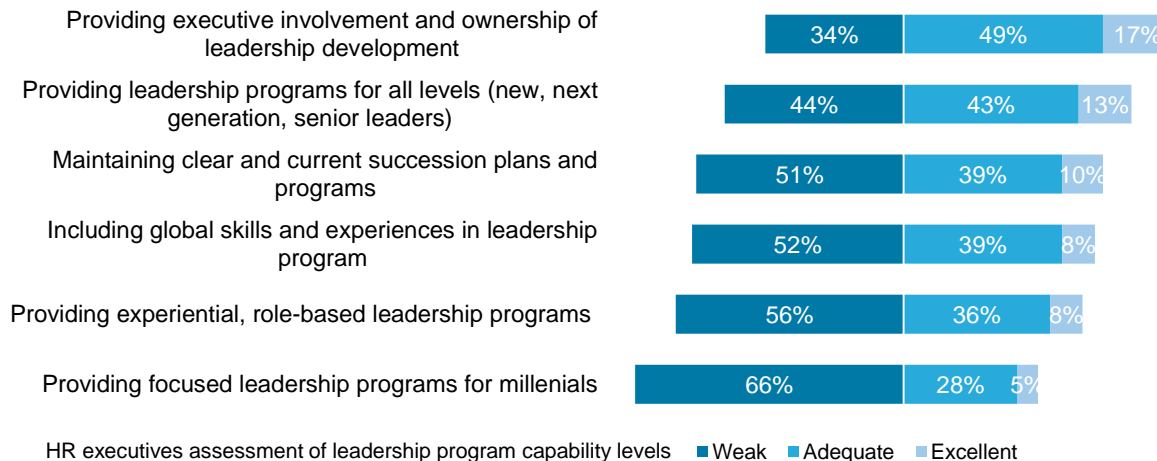 Providing executive involvement and ownership of
leadership development
34% 49% 17%
Providing leadership programs for all levels (new, next
generation, senior leaders)
44% 43% 13%
Maintaining clear and current succession plans and
programs
51% 39% 10%
Including global skills and experiences in leadership
program
52% 39% 8%
Providing experiential, role-based leadership programs
56% 36% 8%
Providing focused leadership programs for millenials
66% 28% 5%
HR executives assessment of leadership program capability levels Weak Adequate Excellent